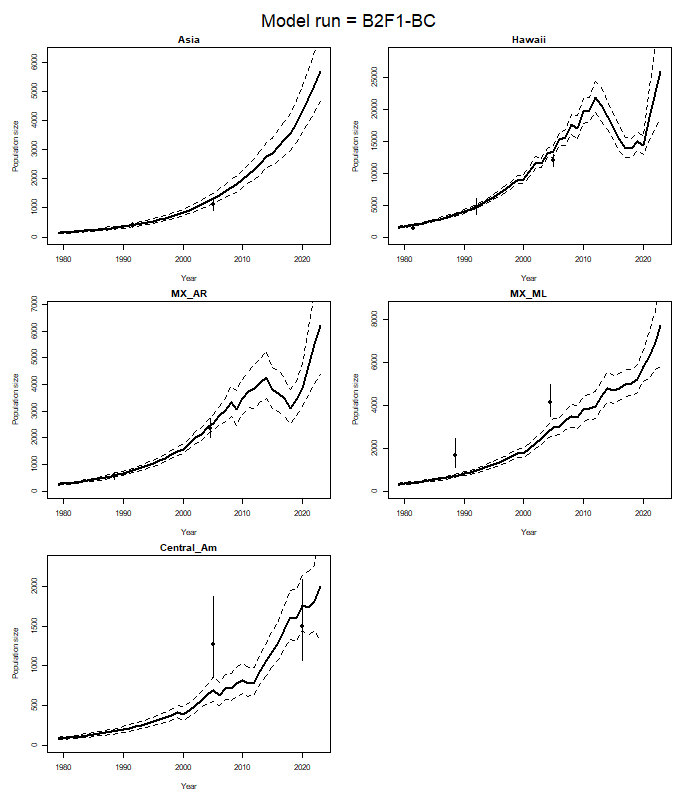 Model run = B2F1-BC
Asia
Population size
0 1000 2000 3000 4000 5000 6000
1980 1990 2000 2010 2020
Year
Hawaii
Population size
0 5000 10000 15000 20000 25000
1980 1990 2000 2010 2020
Year
MX_AR
Population size
0 1000 2000 3000 4000 5000 6000 7000
1980 1990 2000 2010 2020
Year
MX_ML
Population size
0 2000 4000 6000 8000
1980 1990 2000 2010 2020
Year
Central_Am
Population size
0 500 1000 1500 2000
1980 1990 2000 2010 2020
Year